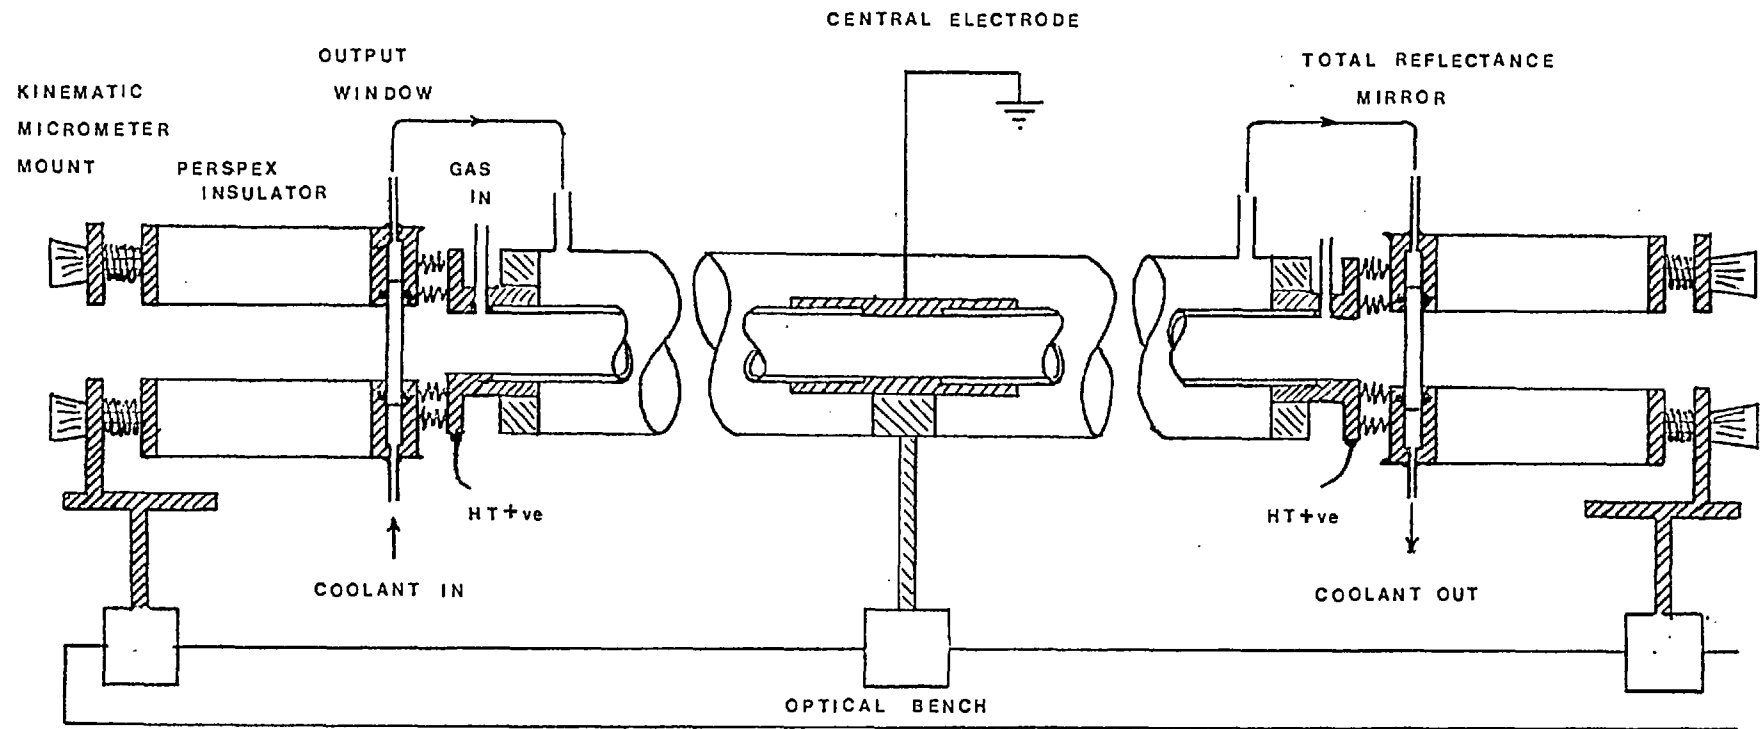 CENTRAL ELECTRODE
OUTPUT
WINDOW
TOTAL REFLECTANCE
MIRROR
KINEMATIC
MICROMETER
MOUNT
PERSPEX
INSULATOR
GAS
IN
HT+ve
HT+ve
COOLANT IN
COOLANT OUT
OPTICAL BENCH